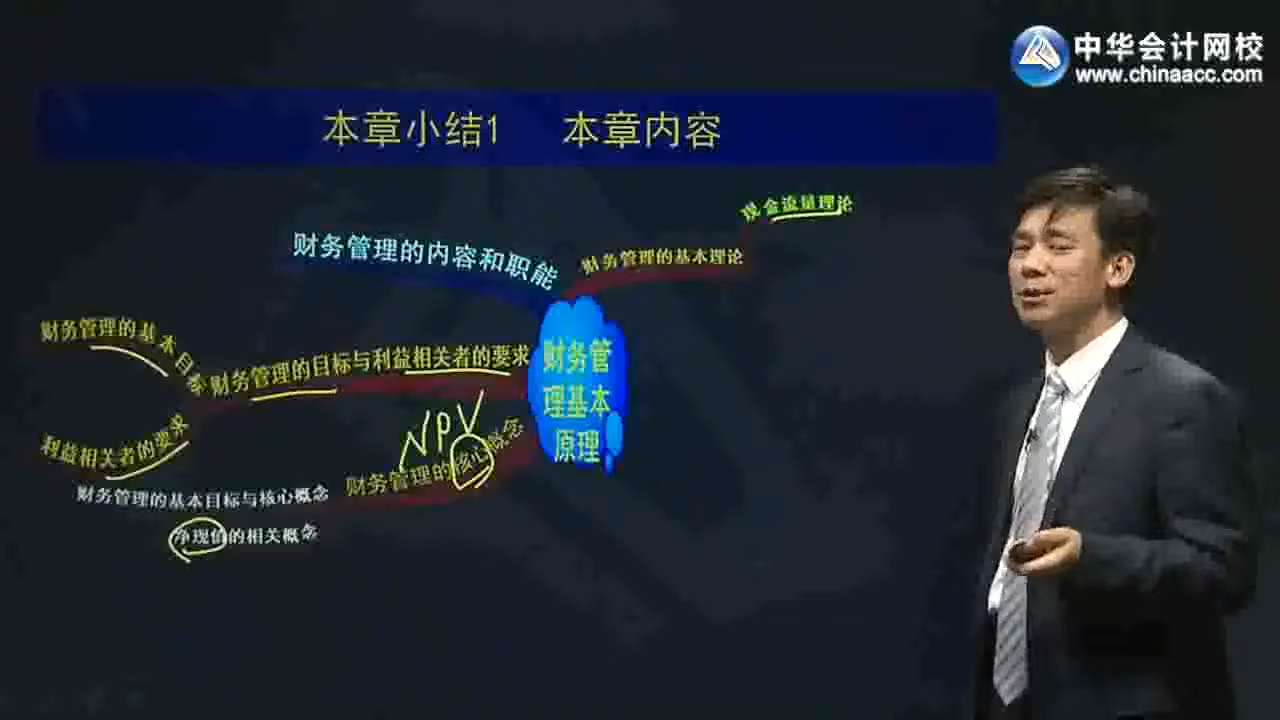 中华会计网校
www.chinaacc.com
本章小结1 本章内容
现金流量理论
财务管理的内容和职能
财务管理的基本理论
财务管理的基本目标
财务管理的目标与利益相关者的要求
财务管
理基本
原理
NPV
利益相关者的要求
财务管理的核心概念
财务管理的基本目标与核心概念
净现值的相关概念